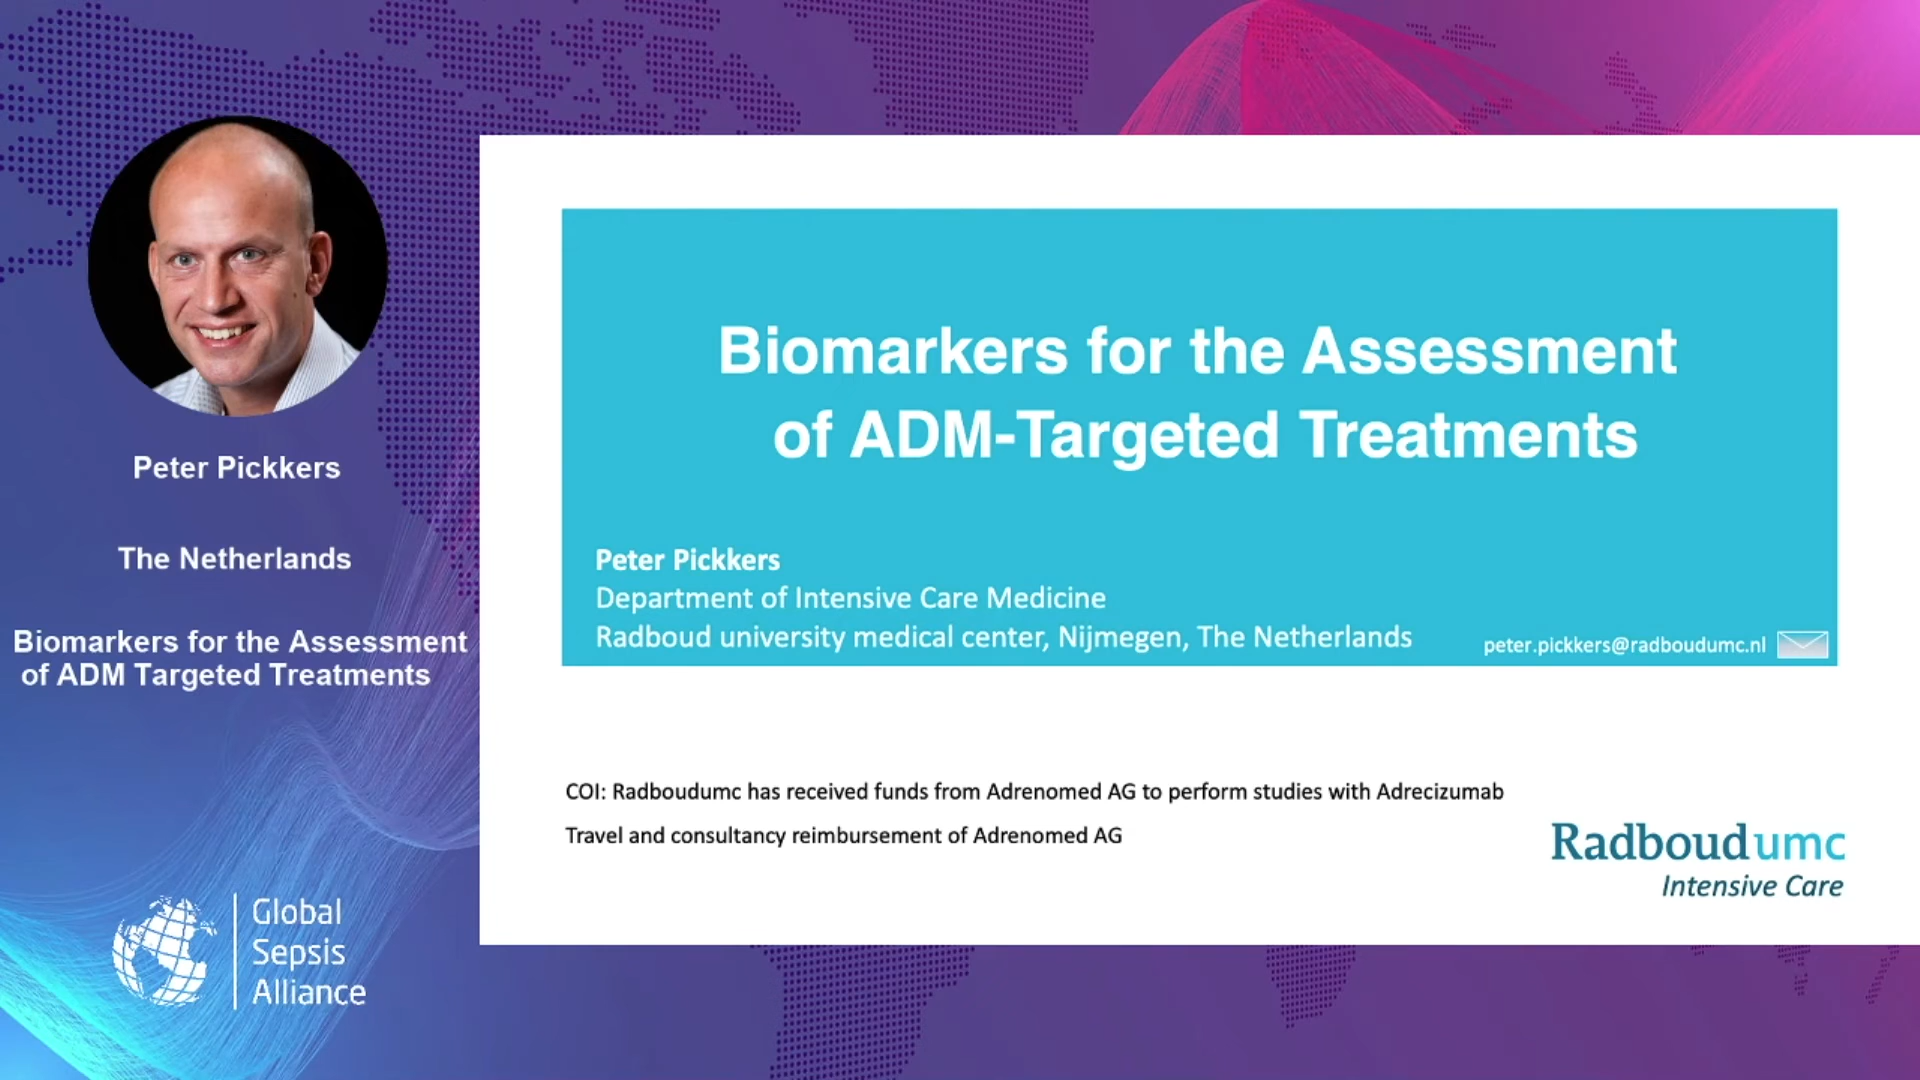 Peter Pickkers
The Netherlands
Biomarkers for the Assessment
of ADM Targeted Treatments
Global
Sepsis
Alliance
Biomarkers for the Assessment
of ADM-Targeted Treatments
Peter Pickkers
Department of Intensive Care Medicine
Radboud university medical center, Nijmegen, The Netherlands
peter.pickkers@radboudumc.nl
COI: Radboudumc has received funds from Adrenomed AG to perform studies with Adrecizumab
Travel and consultancy reimbursement of Adrenomed AG
Radboudumc
Intensive Care